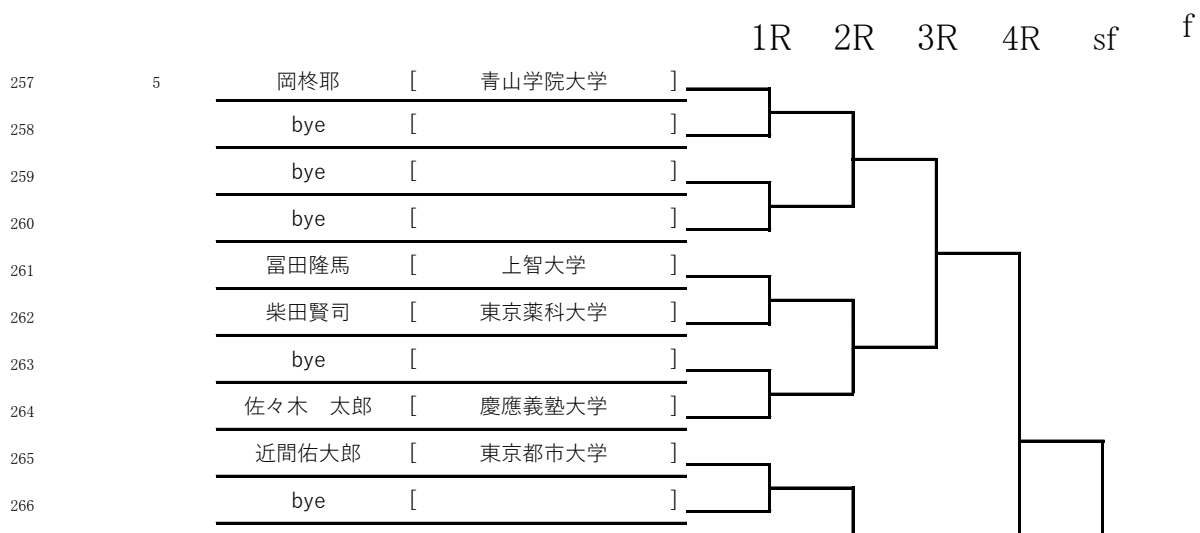 1R 2R 3R 4R sf f
257 5 岡柊耶 [ 青山学院大学 ]
258 bye [ ]
259 bye [ ]
260 bye [ ]
261 冨田隆馬 [ 上智大学 ]
262 柴田賢司 [ 東京薬科大学 ]
263 bye [ ]
264 佐々木　太郎 [ 慶應義塾大学 ]
265 近間佑大郎 [ 東京都市大学 ]
266 bye [ ]